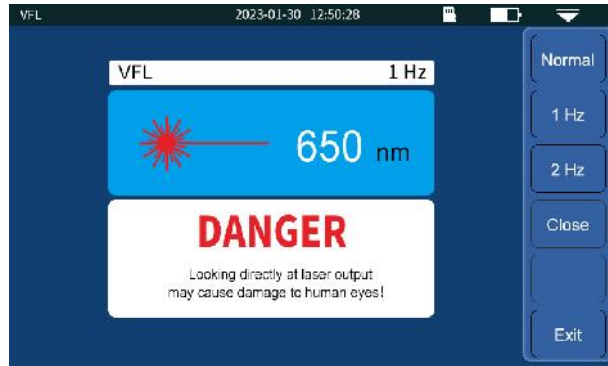 VFL 2023-01-30 12:50:28
VFL 1 Hz
650 nm
DANGER
Looking directly at laser output
may cause damage to human eyes!
Normal
1 Hz
2 Hz
Close
Exit